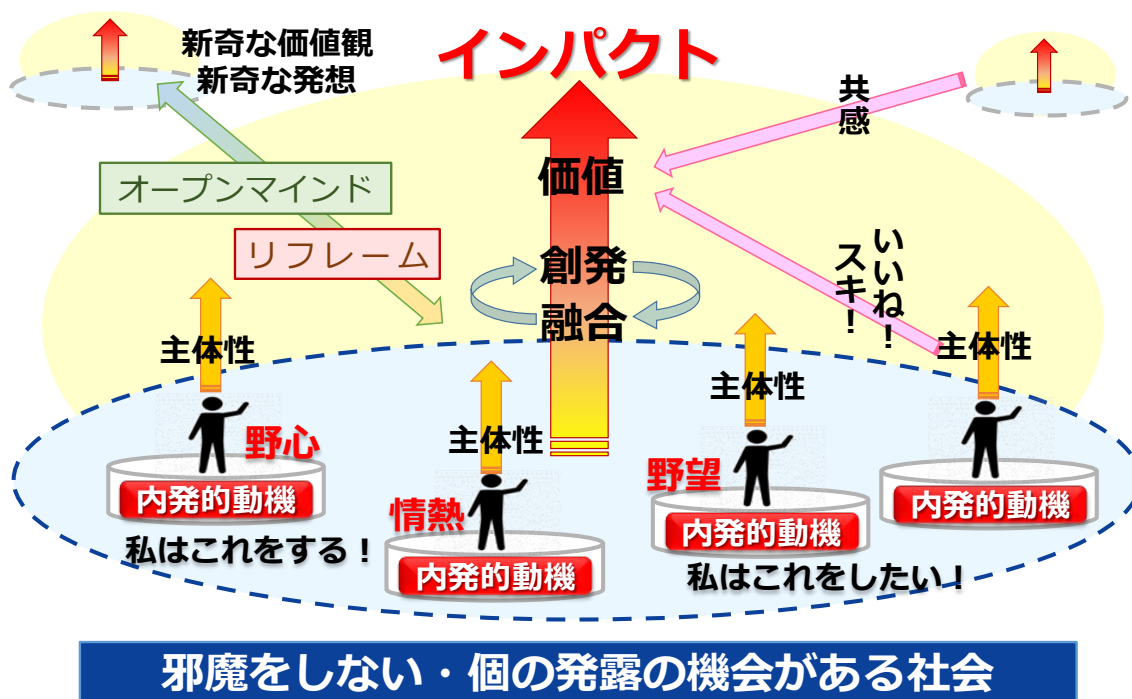 インパクト
新奇な価値観
新奇な発想
共感
オープンマインド
リフレーム
価値
創発
融合
いいね！
スキ！
主体性
主体性
主体性
主体性
野心
情熱
野望
内発的動機
内発的動機
内発的動機
内発的動機
私はこれをする！
私はこれをしたい！
邪魔をしない・個の発露の機会がある社会